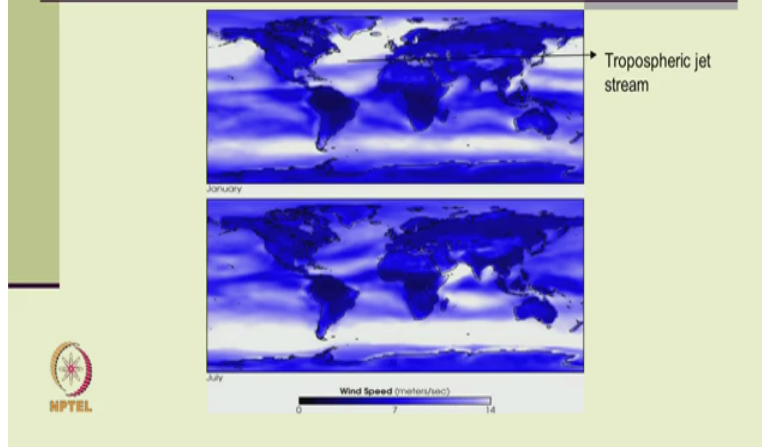 Tropospheric jet
stream
January
July
Wind Speed (meters/sec)
0 7 14
NPTEL